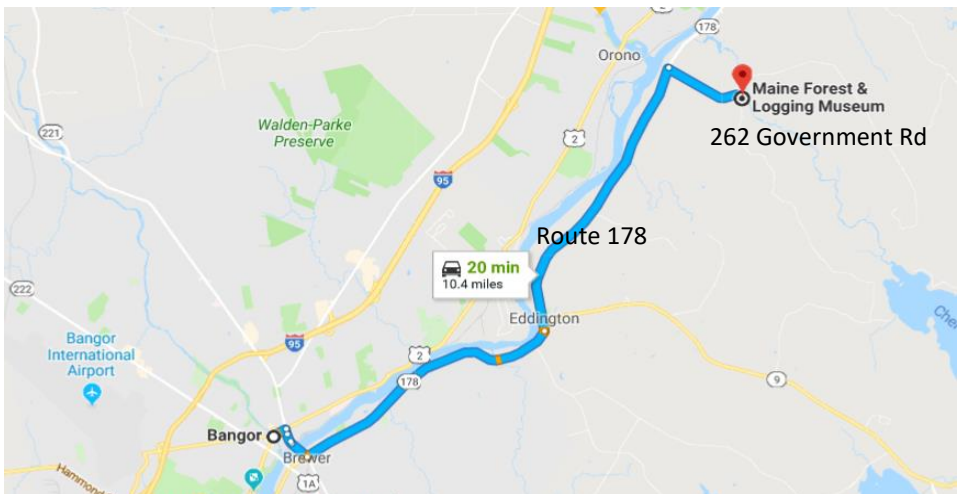 2
178
Orono
Maine Forest &
Logging Museum
262 Government Rd
221
Walden-Parke
Preserve
2
95
Route 178
20 min
10.4 miles
222
Eddington
95
2
Bangor
International
Airport
178
9
Bangor
Brewer
1A